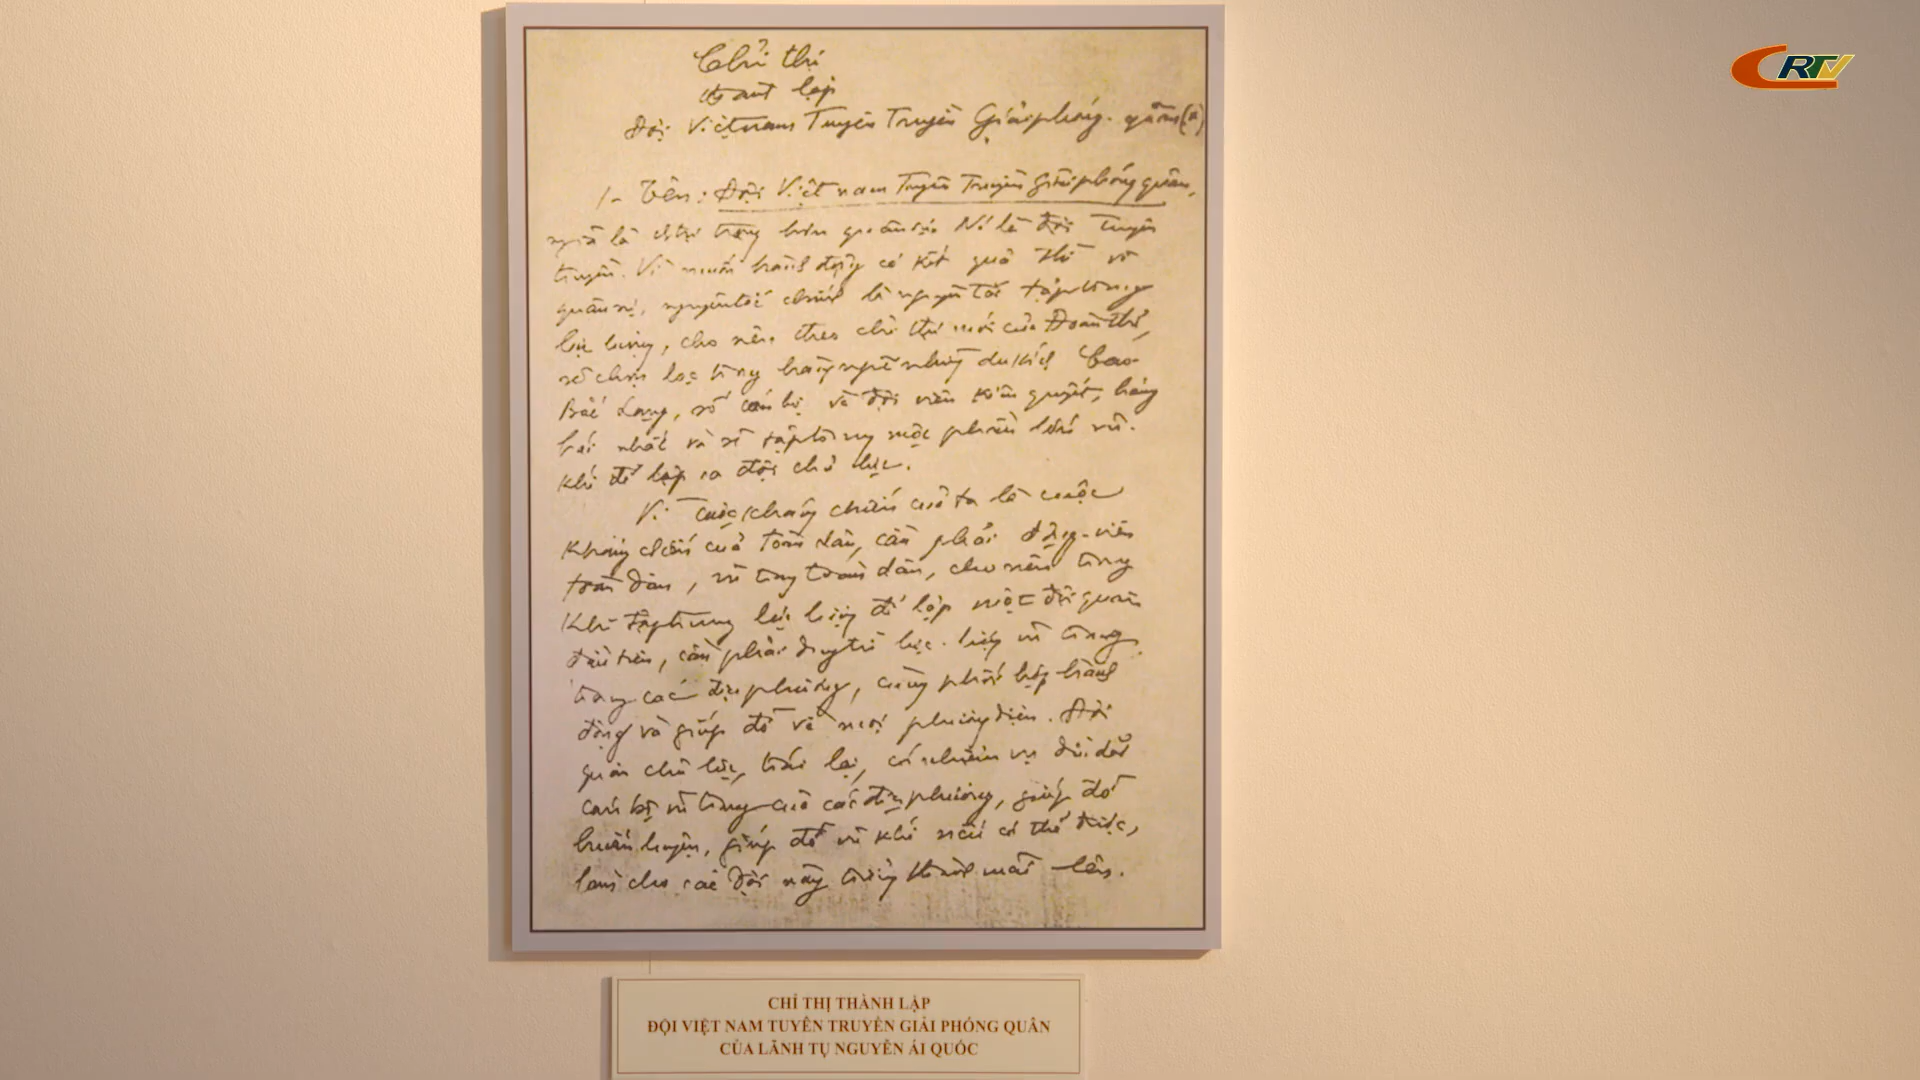 CRTV
Chỉ thị
thành lập
Đội Việt nam Tuyên Truyền Giải phóng quân (x)
1- Tên: Đội Việt nam Tuyên Truyền Giải phóng quân,
nghĩa là chính trị trọng hơn quân sự. Nó là đội Tuyên
truyền. Vì muốn hành động có kết quả thì về
quân sự, nguyên tắc chính là nguyên tắc tập trung
lực lượng, cho nên, theo chỉ thị mới của Đoàn thể,
sẽ chọn lọc trong hàng ngũ những du kích Cao
Bắc Lạng, số cán bộ và đội viên kiên quyết, hăng
hái nhất và sẽ tập trung một phần lớn vũ
khí để lập ra đội chủ lực.
Vì cuộc kháng chiến của ta là cuộc
kháng chiến của toàn dân, cần phải động viên
toàn dân, vũ trang toàn dân, cho nên trong
khi tập trung lực lượng để lập một đội quân
đầu tiên, cần phải duy trì lực lượng vũ trang
trong các địa phương, cùng phối hợp hành
động và giúp đỡ về mọi phương diện. Đội
quân chủ lực, trái lại, có nhiệm vụ dìu dắt
cán bộ vũ trang của các địa phương, giúp đỡ
huấn luyện, giúp đỡ vũ khí nếu có thể được,
làm cho các đội này trưởng thành mãi lên.
CHỈ THỊ THÀNH LẬP
ĐỘI VIỆT NAM TUYÊN TRUYỀN GIẢI PHÓNG QUÂN
CỦA LÃNH TỤ NGUYỄN ÁI QUỐC